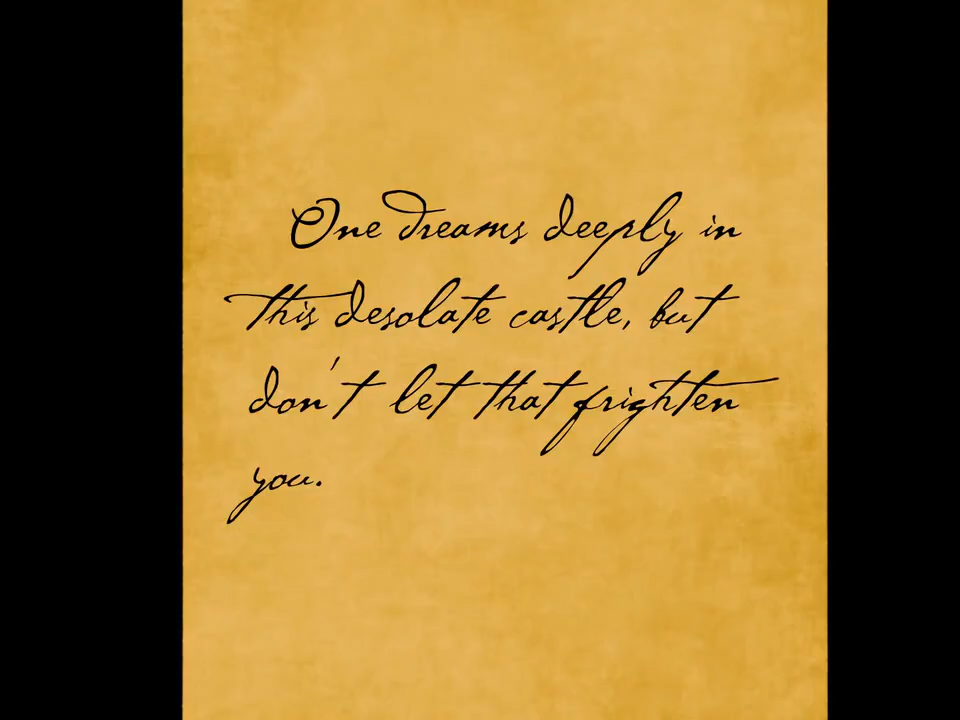 One dreams deeply in
this desolate castle, but
don't let that frighten
you.